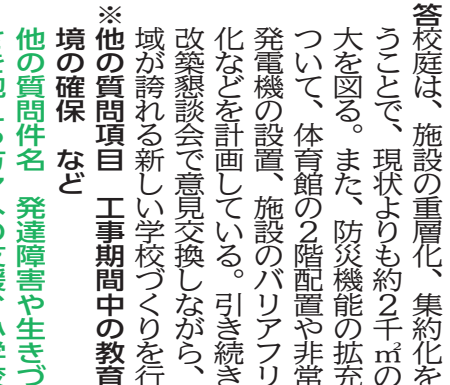 答校庭は、施設の重層化、集約化を
うことで、現状よりも約2千㎡の
大を図る。また、防災機能の拡充
ついて、体育館の2階配置や非常
発電機の設置、施設のバリアフリ
化などを計画している。引き続き
改築懇談会で意見交換しながら、
域が誇れる新しい学校づくりを行
※他の質問項目 工事期間中の教育
境の確保 など
他の質問件名 発達障害や生きづ